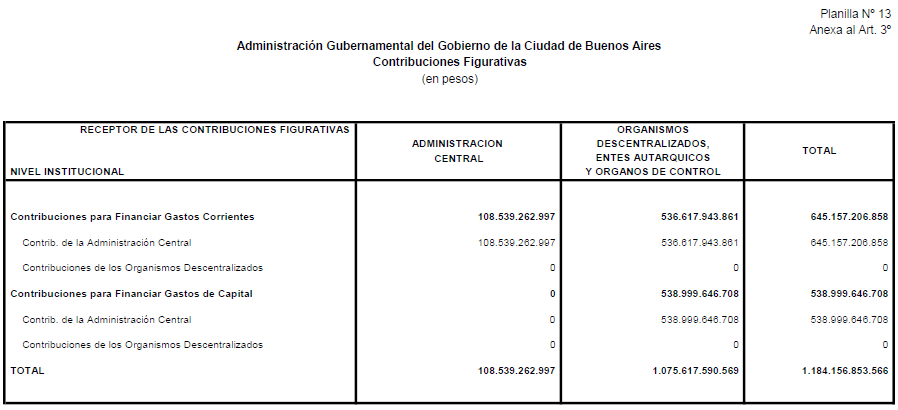 Planilla Nº 13
Anexa al Art. 3º
Administración Gubernamental del Gobierno de la Ciudad de Buenos Aires
Contribuciones Figurativas
(en pesos)
RECEPTOR DE LAS CONTRIBUCIONES FIGURATIVAS
NIVEL INSTITUCIONAL
ADMINISTRACION
CENTRAL
ORGANISMOS
DESCENTRALIZADOS,
ENTES AUTARQUICOS
Y ORGANOS DE CONTROL
TOTAL
Contribuciones para Financiar Gastos Corrientes 108.539.262.997 536.617.943.861 645.157.206.858
Contrib. de la Administración Central 108.539.262.997 536.617.943.861 645.157.206.858
Contribuciones de los Organismos Descentralizados 0 0 0
Contribuciones para Financiar Gastos de Capital 0 538.999.646.708 538.999.646.708
Contrib. de la Administración Central 0 538.999.646.708 538.999.646.708
Contribuciones de los Organismos Descentralizados 0 0 0
TOTAL 108.539.262.997 1.075.617.590.569 1.184.156.853.566